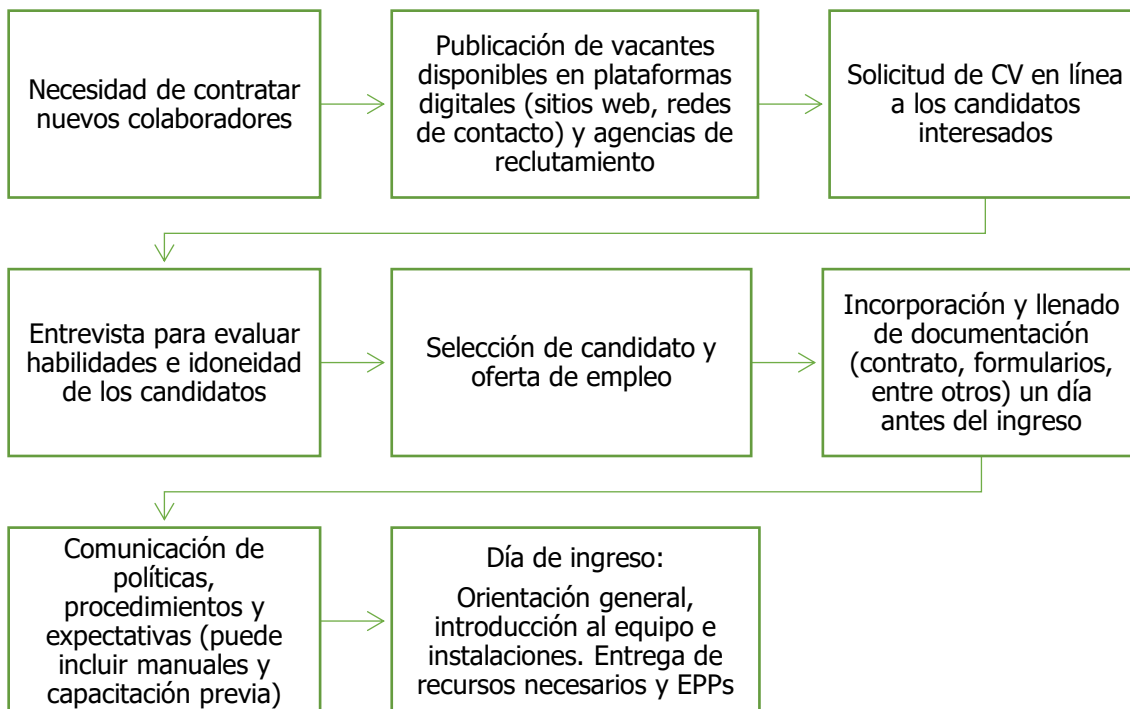 Necesidad de contratar
nuevos colaboradores
Publicación de vacantes
disponibles en plataformas
digitales (sitios web, redes
de contacto) y agencias de
reclutamiento
Solicitud de CV en línea
a los candidatos
interesados
Entrevista para evaluar
habilidades e idoneidad
de los candidatos
Selección de candidato y
oferta de empleo
Incorporación y llenado
de documentación
(contrato, formularios,
entre otros) un día
antes del ingreso
Comunicación de
políticas,
procedimientos y
expectativas (puede
incluir manuales y
capacitación previa)
Día de ingreso:
Orientación general,
introducción al equipo e
instalaciones. Entrega de
recursos necesarios y EPPs